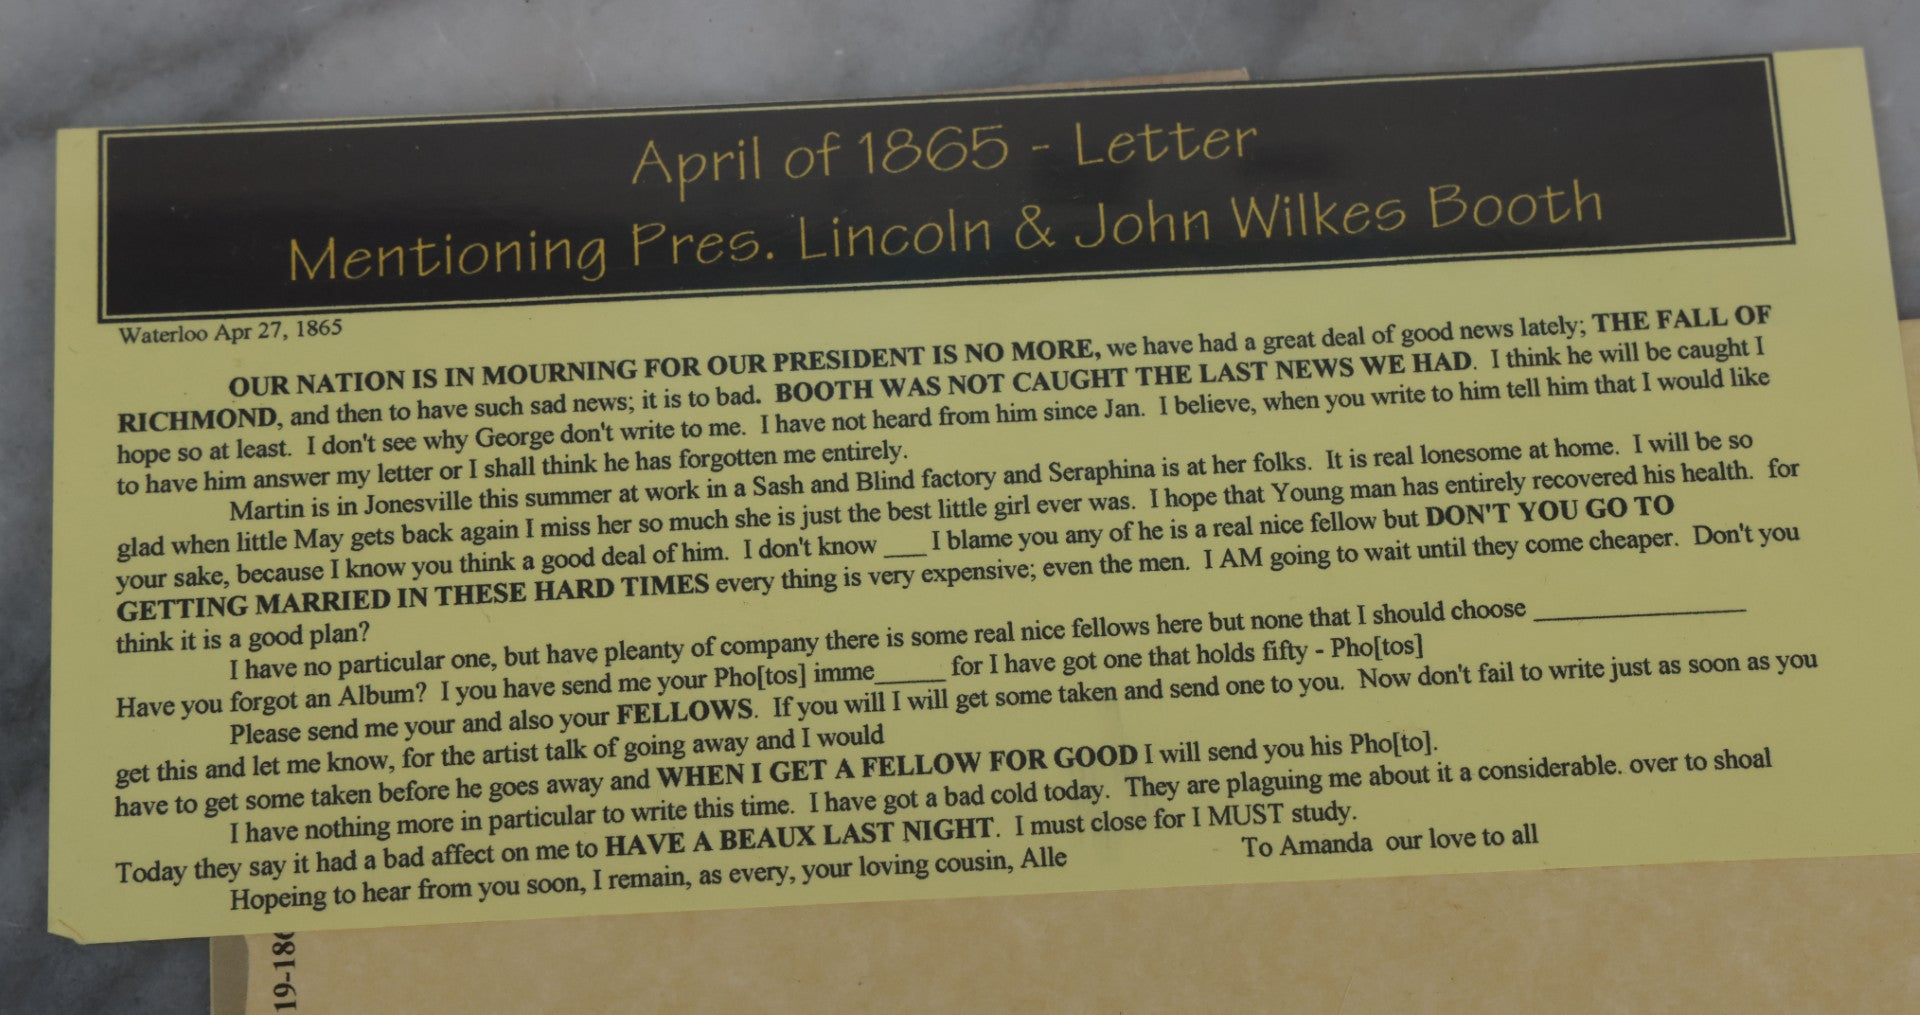 April of 1865 - Letter
Mentioning Pres. Lincoln & John Wilkes Booth
Waterloo Apr 27, 1865
OUR NATION IS IN MOURNING FOR OUR PRESIDENT IS NO MORE, we have had a great deal of good news lately; THE FALL OF
RICHMOND, and then to have such sad news; it is to bad. BOOTH WAS NOT CAUGHT THE LAST NEWS WE HAD. I think he will be caught I
hope so at least. I don't see why George don't write to me. I have not heard from him since Jan. I believe, when you write to him tell him that I would like
to have him answer my letter or I shall think he has forgotten me entirely.
Martin is in Jonesville this summer at work in a Sash and Blind factory and Seraphina is at her folks. It is real lonesome at home. I will be so
glad when little May gets back again I miss her so much she is just the best little girl ever was. I hope that Young man has entirely recovered his health. for
your sake, because I know you think a good deal of him. I don't know ___ I blame you any of he is a real nice fellow but DON'T YOU GO TO
GETTING MARRIED IN THESE HARD TIMES every thing is very expensive; even the men. I AM going to wait until they come cheaper. Don't you
think it is a good plan?
I have no particular one, but have pleanty of company there is some real nice fellows here but none that I should choose _______________
Have you forgot an Album? I you have send me your Pho[tos] imme_____ for I have got one that holds fifty - Pho[tos]
Please send me your and also your FELLOWS. If you will I will get some taken and send one to you. Now don't fail to write just as soon as you
get this and let me know, for the artist talk of going away and I would
have to get some taken before he goes away and WHEN I GET A FELLOW FOR GOOD I will send you his Pho[to].
I have nothing more in particular to write this time. I have got a bad cold today. They are plaguing me about it a considerable. over to shoal
Today they say it had a bad affect on me to HAVE A BEAUX LAST NIGHT. I must close for I MUST study.
Hopeing to hear from you soon, I remain, as every, your loving cousin, Alle To Amanda our love to all
19-186